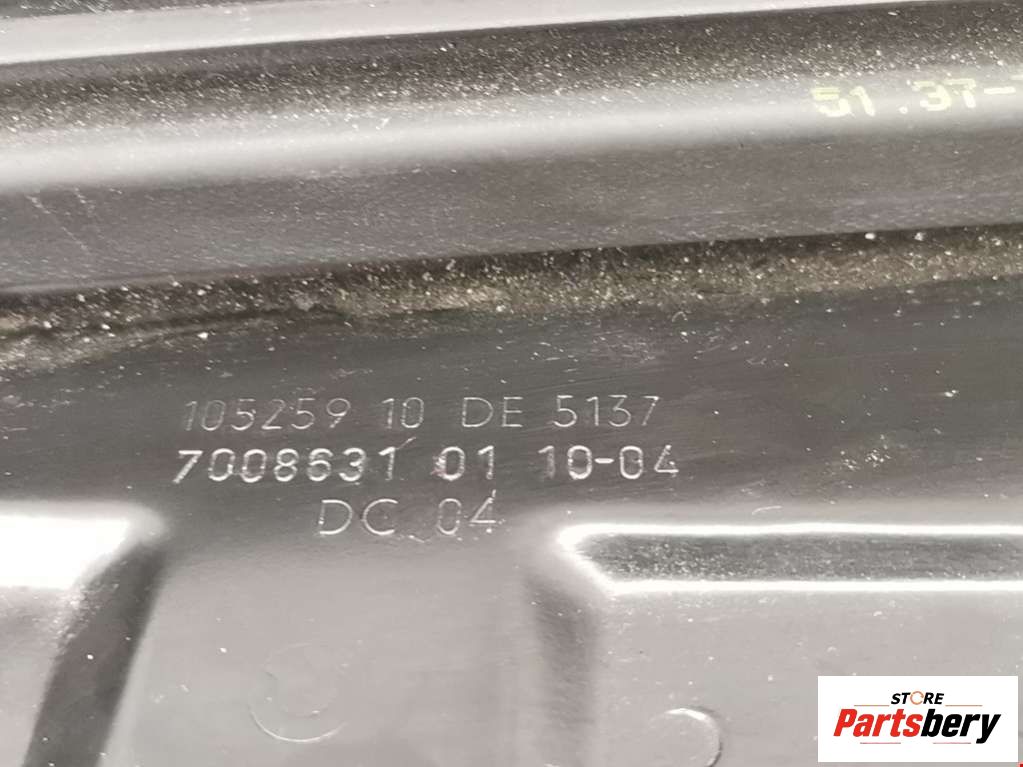 51.37-
105259 10 DE 5137
7008631 01 10-04
DC 04
STORE
Partsbery